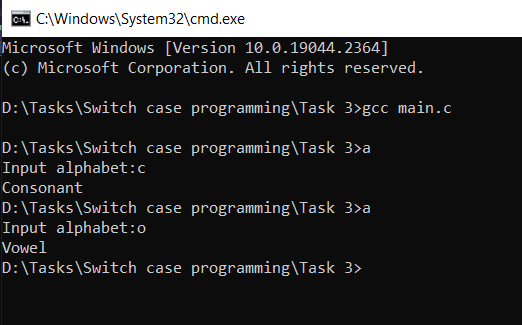 C:\Windows\System32\cmd.exe
Microsoft Windows [Version 10.0.19044.2364]
(c) Microsoft Corporation. All rights reserved.
D:\Tasks\Switch case programming\Task 3>gcc main.c
D:\Tasks\Switch case programming\Task 3>a
Input alphabet:c
Consonant
D:\Tasks\Switch case programming\Task 3>a
Input alphabet:o
Vowel
D:\Tasks\Switch case programming\Task 3>